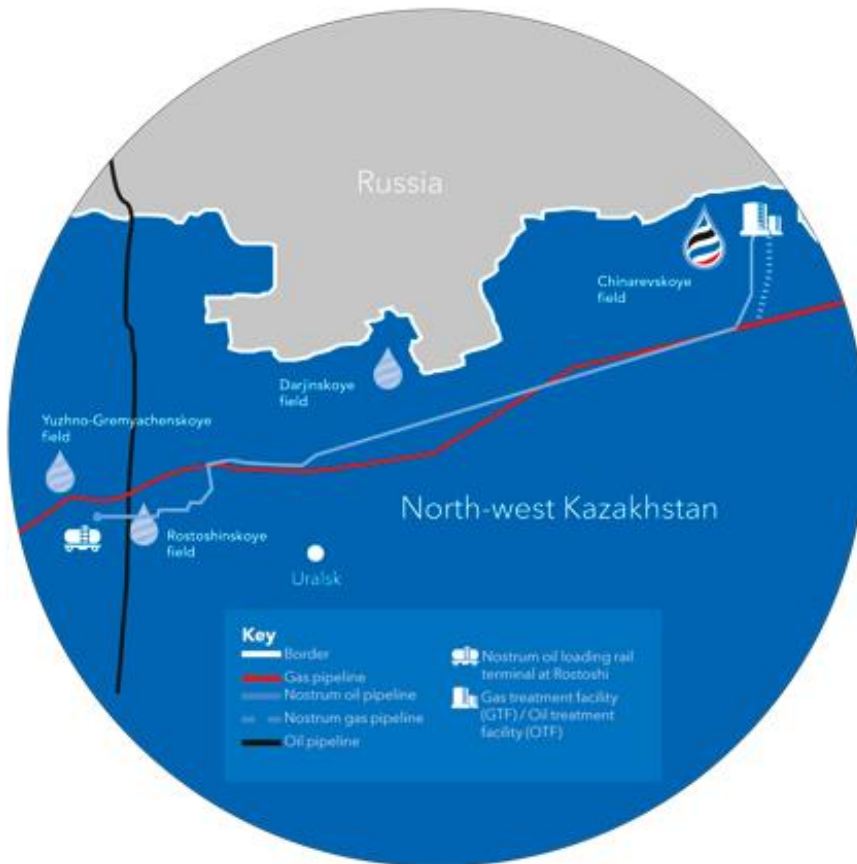 Russia
Chinarevskoye
field
Darjinskoye
field
Yuzhno-Gremyachenskoye
field
North-west Kazakhstan
Rostoshinskoye
field
Uralsk
Key
Border
Gas pipeline
Nostrum oil pipeline
Nostrum gas pipeline
Oil pipeline
Nostrum oil loading rail
terminal at Rostoshi
Gas treatment facility
(GTF) / Oil treatment
facility (OTF)